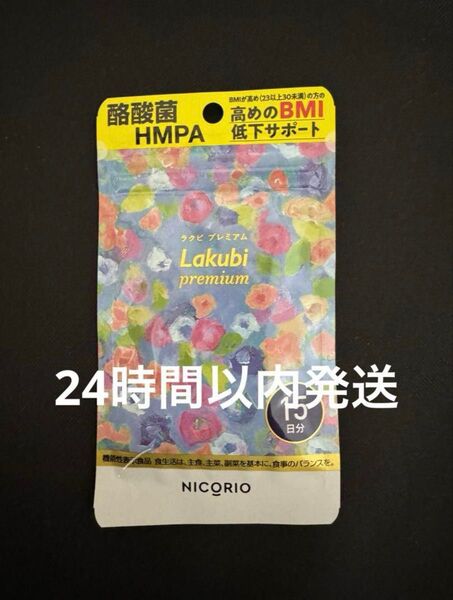 酪酸菌
HMPA
BMIが高め(23以上30未満)の方の
高めのBMI
低下サポート
ラクビ プレミアム
Lakubi
premium
24時間以内発送
15
日分
機能性表示食品 食生活は、主食、主菜、副菜を基本に、食事のバランスを。
NICORIO